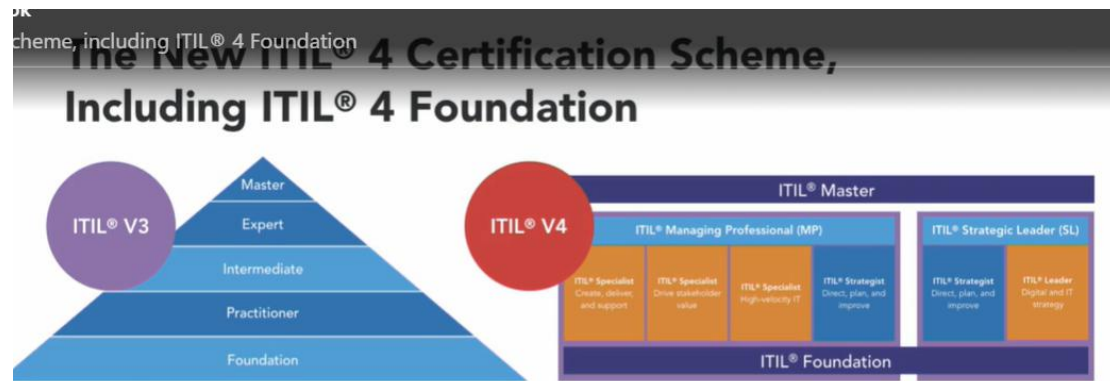 cheme, including ITIL® 4 Foundation
The New ITIL® 4 Certification Scheme,
Including ITIL® 4 Foundation
ITIL® V3
Master
Expert
Intermediate
Practitioner
Foundation
ITIL® V4
ITIL® Master
ITIL® Managing Professional (MP)
ITIL® Specialist
Create, deliver,
and support
ITIL® Specialist
Drive stakeholder
value
ITIL® Specialist
High-velocity IT
ITIL® Strategist
Direct, plan, and
improve
ITIL® Strategic Leader (SL)
ITIL® Strategist
Direct, plan, and
improve
ITIL® Leader
Digital and IT
strategy
ITIL® Foundation